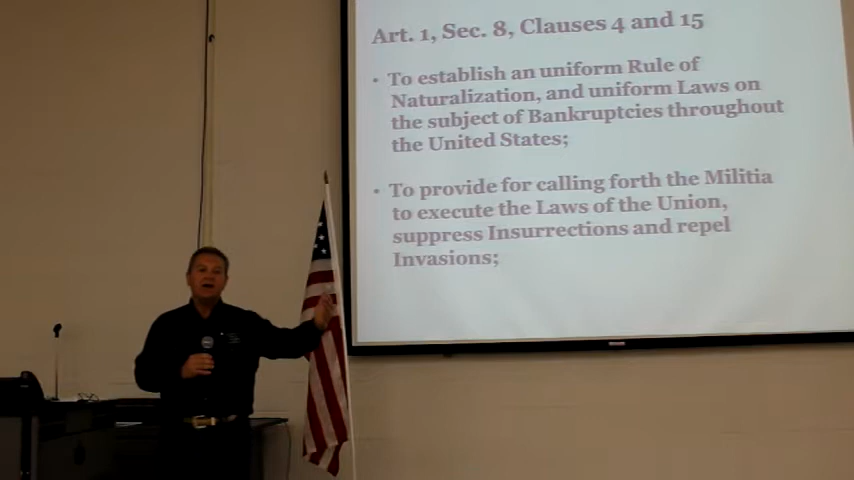 Art. 1, Sec. 8, Clauses 4 and 15
• To establish an uniform Rule of
Naturalization, and uniform Laws on
the subject of Bankruptcies throughout
the United States;
• To provide for calling forth the Militia
to execute the Laws of the Union,
suppress Insurrections and repel
Invasions;